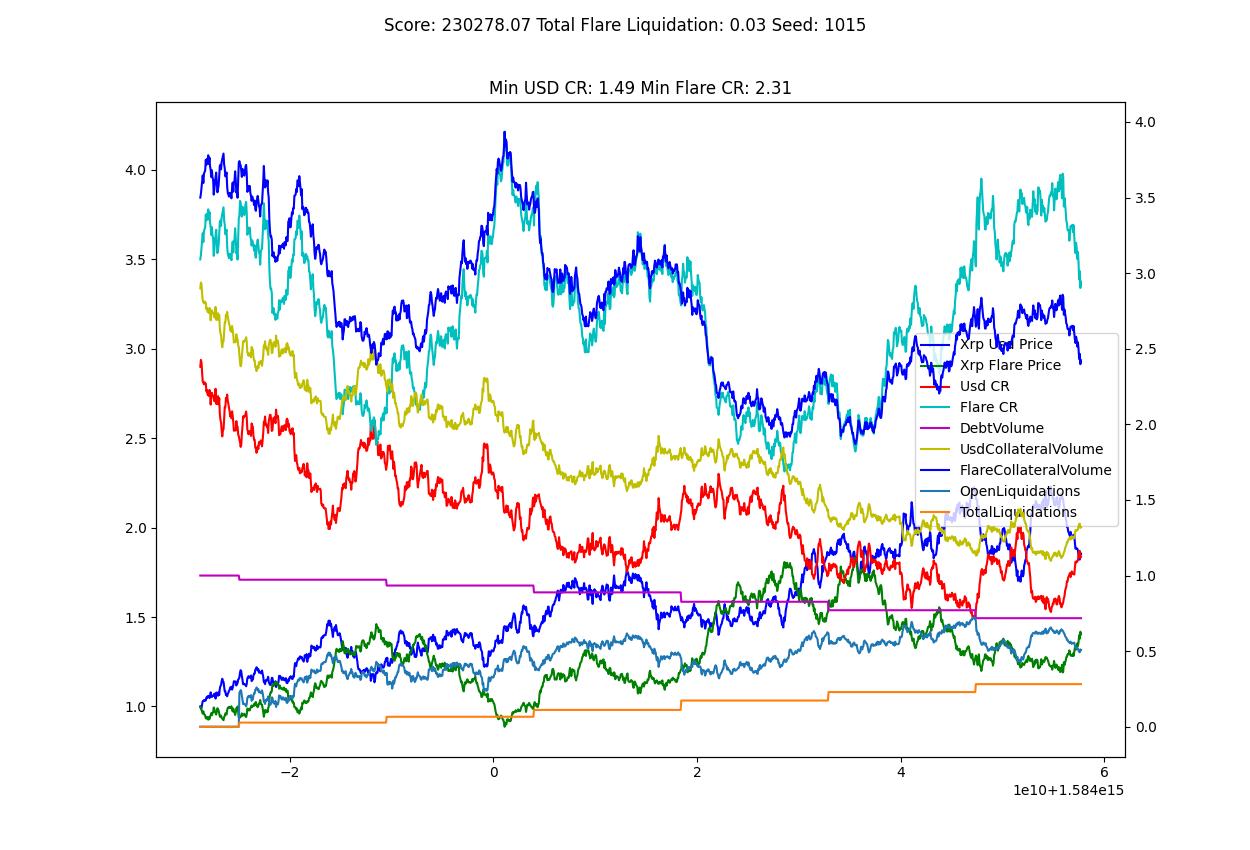 Score: 230278.07 Total Flare Liquidation: 0.03 Seed: 1015
Min USD CR: 1.49 Min Flare CR: 2.31
4.0
3.5
3.0
2.5
2.0
1.5
1.0
4.0
3.5
3.0
2.5
2.0
1.5
1.0
0.5
0.0
Xrp Usd Price
Xrp Flare Price
Usd CR
Flare CR
DebtVolume
UsdCollateralVolume
FlareCollateralVolume
OpenLiquidations
TotalLiquidations
−2 0 2 4 6
1e10+1.584e15